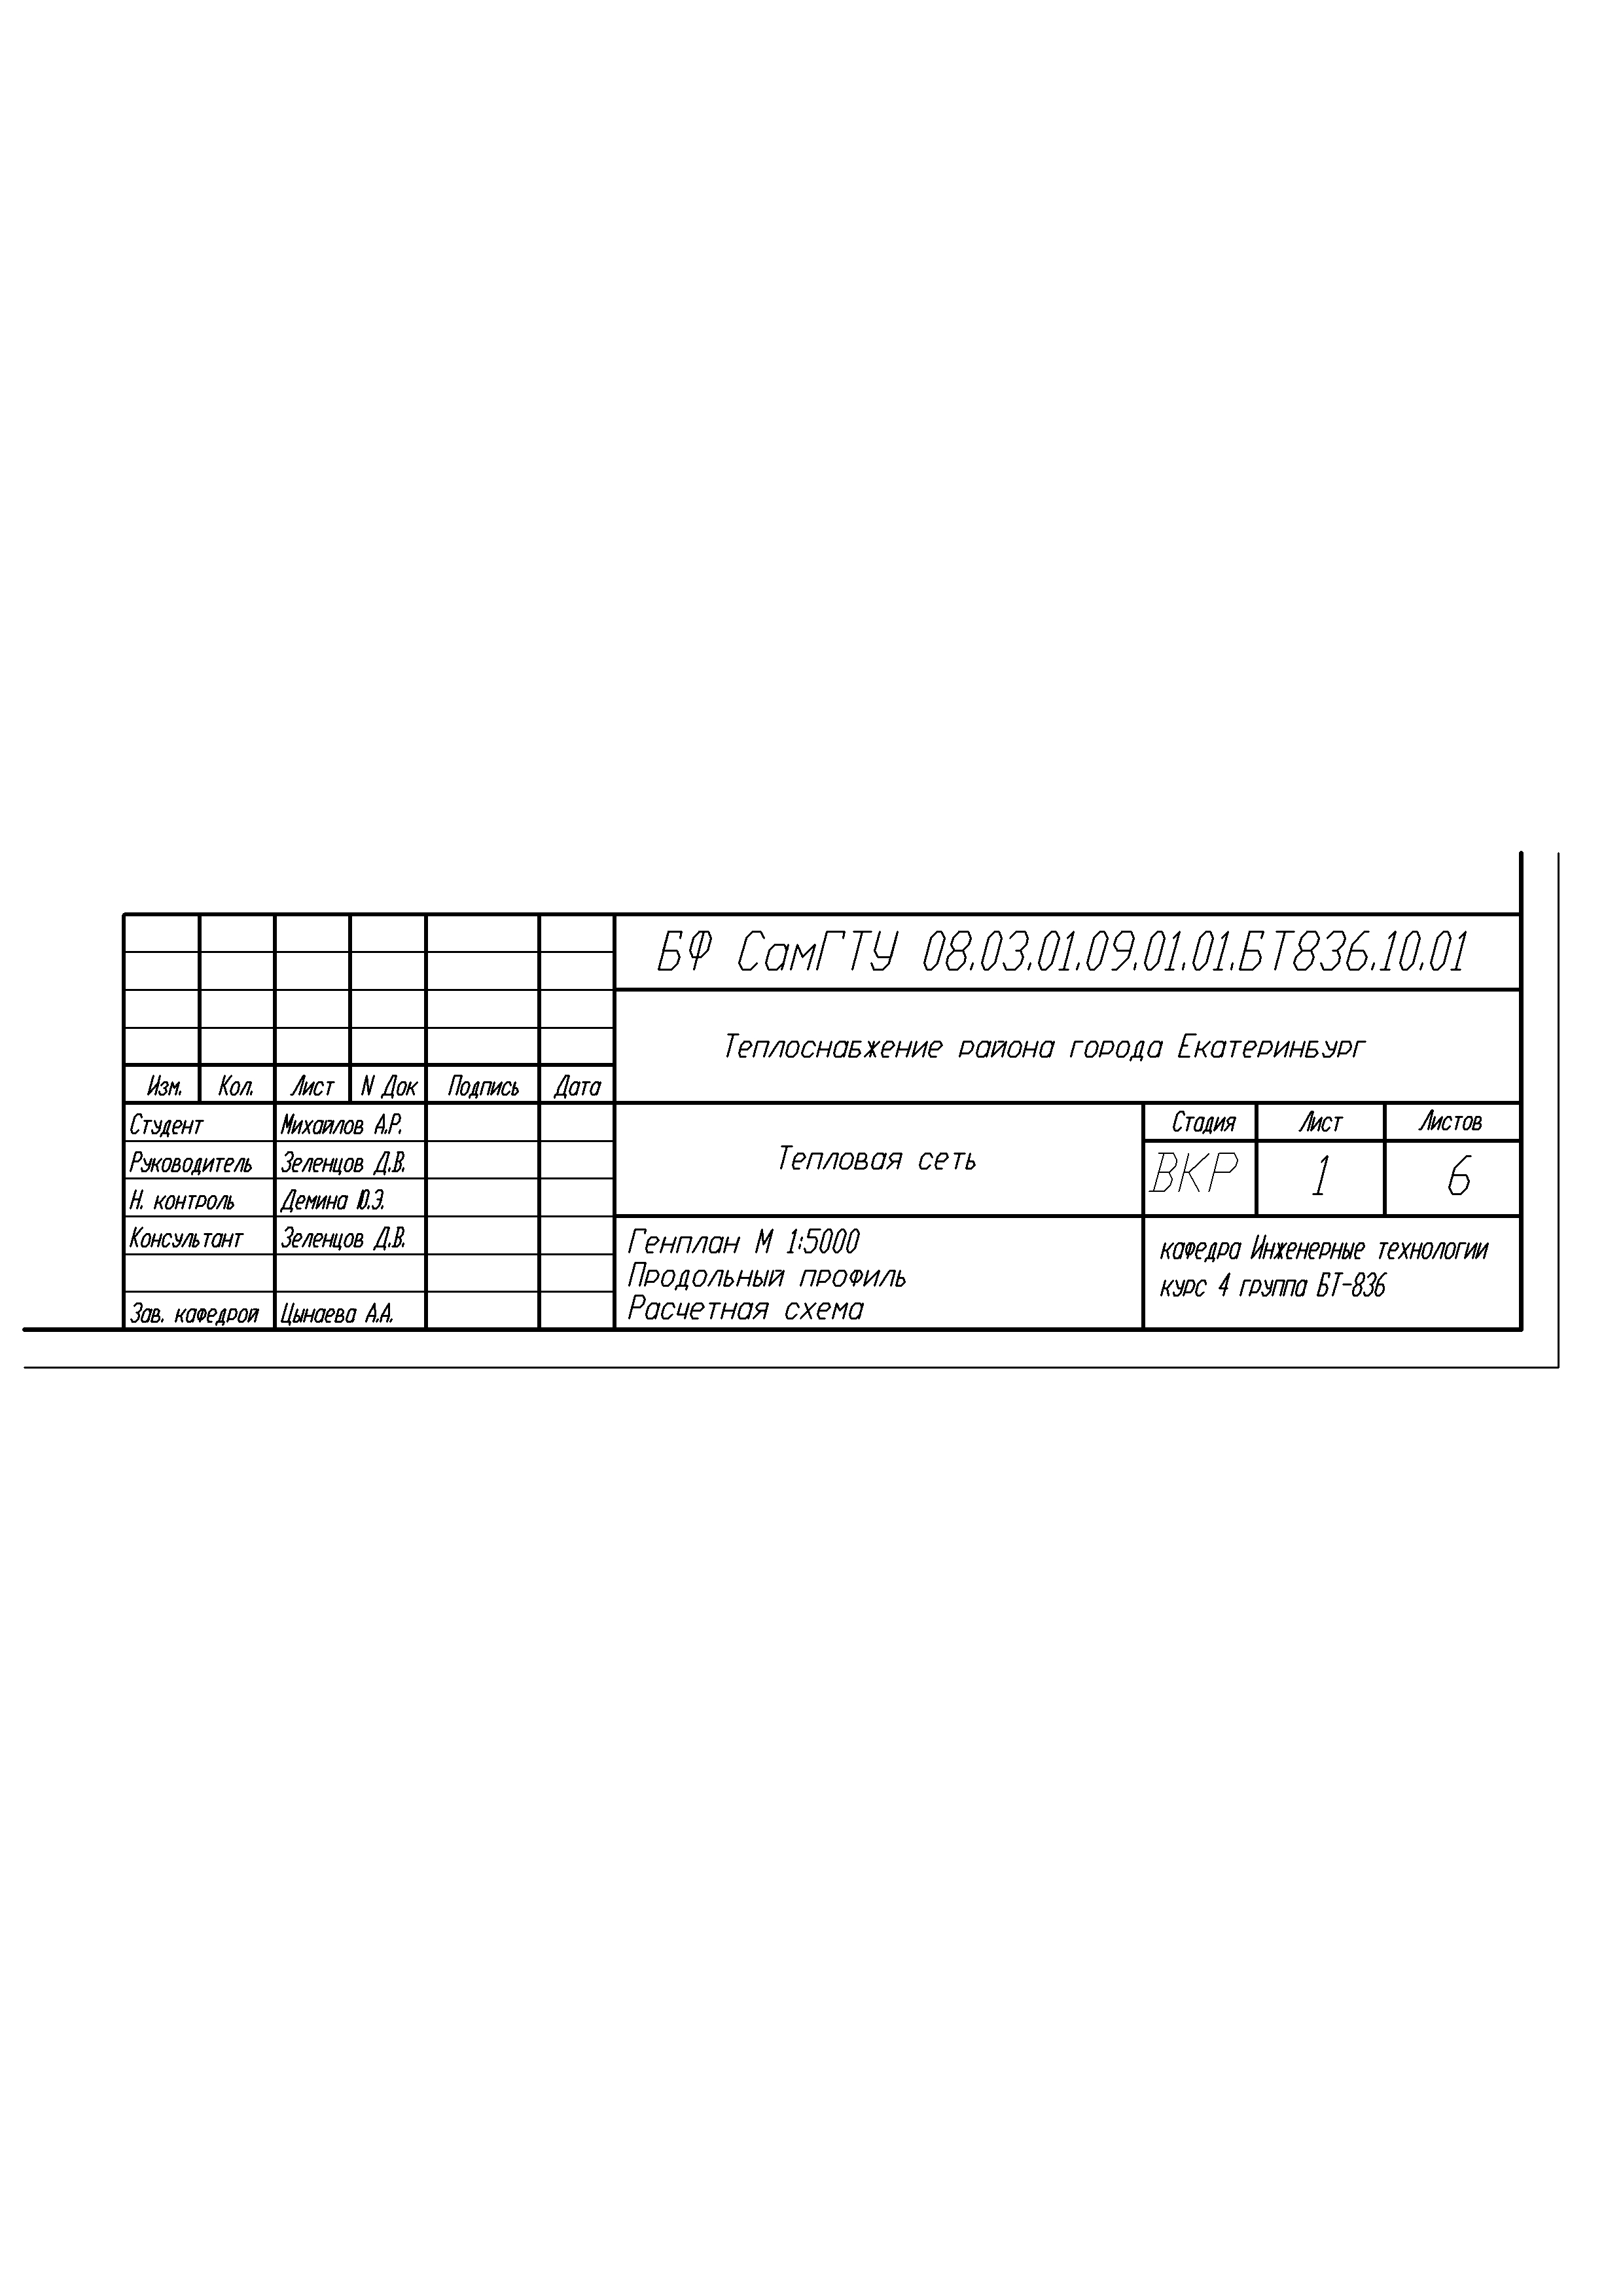 БФ СамГТУ 08.03.01.09.01.01.БТ836.10.01
Теплоснабжение района города Екатеринбург
Изм. Кол. Лист N Док Подпись Дата
Студент Михайлов А.Р.
Руководитель Зеленцов Д.В.
Н. контроль Демина Ю.Э.
Консультант Зеленцов Д.В.
Зав. кафедрой Цынаева А.А.
Тепловая сеть
Стадия Лист Листов
ВКР 1 6
Генплан М 1:5000
Продольный профиль
Расчетная схема
кафедра Инженерные технологии
курс 4 группа БТ-836